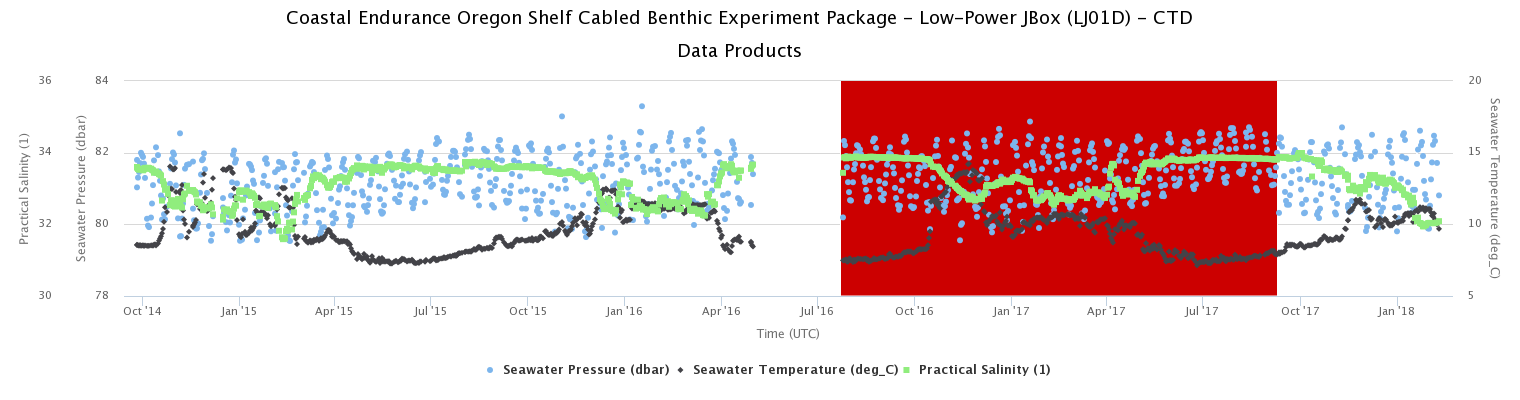 Coastal Endurance Oregon Shelf Cabled Benthic Experiment Package - Low-Power JBox (LJ01D) - CTD
Data Products
36 84 20
34 82 15
32 80 10
30 78 5
Practical Salinity (1)
Seawater Pressure (dbar)
Seawater Temperature (deg_C)
Oct '14 Jan '15 Apr '15 Jul '15 Oct '15 Jan '16 Apr '16 Jul '16 Oct '16 Jan '17 Apr '17 Jul '17 Oct '17 Jan '18
Time (UTC)
Seawater Pressure (dbar) Seawater Temperature (deg_C) Practical Salinity (1)